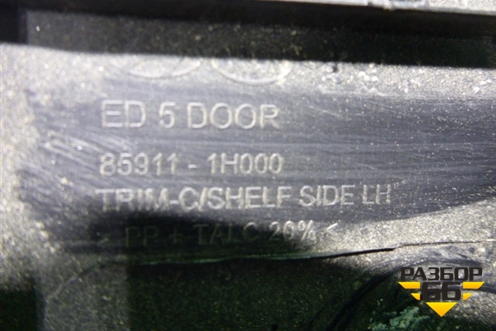 ED 5 DOOR
85911-1H000
TRIM-C/SHELF SIDE LH
> PP + TALC 20% <
РАЗБОР
66